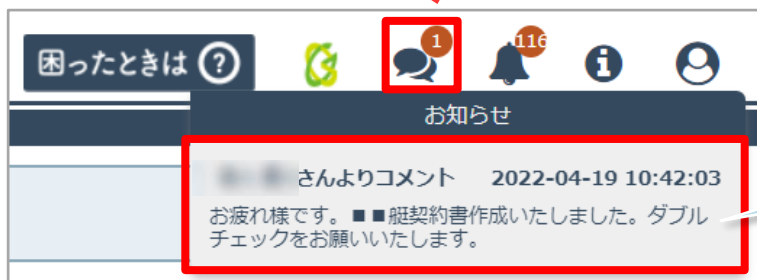 困ったときは ?
1
116
お知らせ
さんよりコメント 2022-04-19 10:42:03
お疲れ様です。■■艇契約書作成いたしました。ダブル
チェックをお願いいたします。